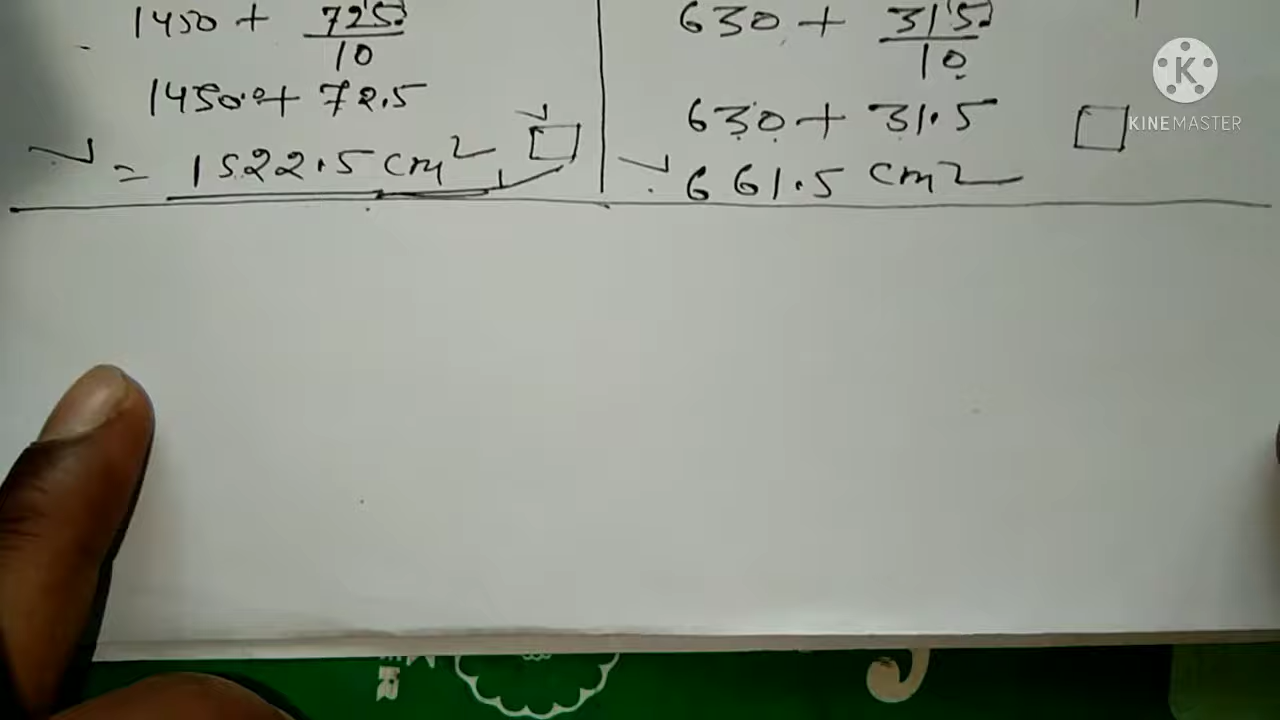 1450 + 725/10
1450.0 + 72.5
= 1522.5 cm²
630 + 315/10
630 + 31.5
661.5 cm²
K
KINEMASTER